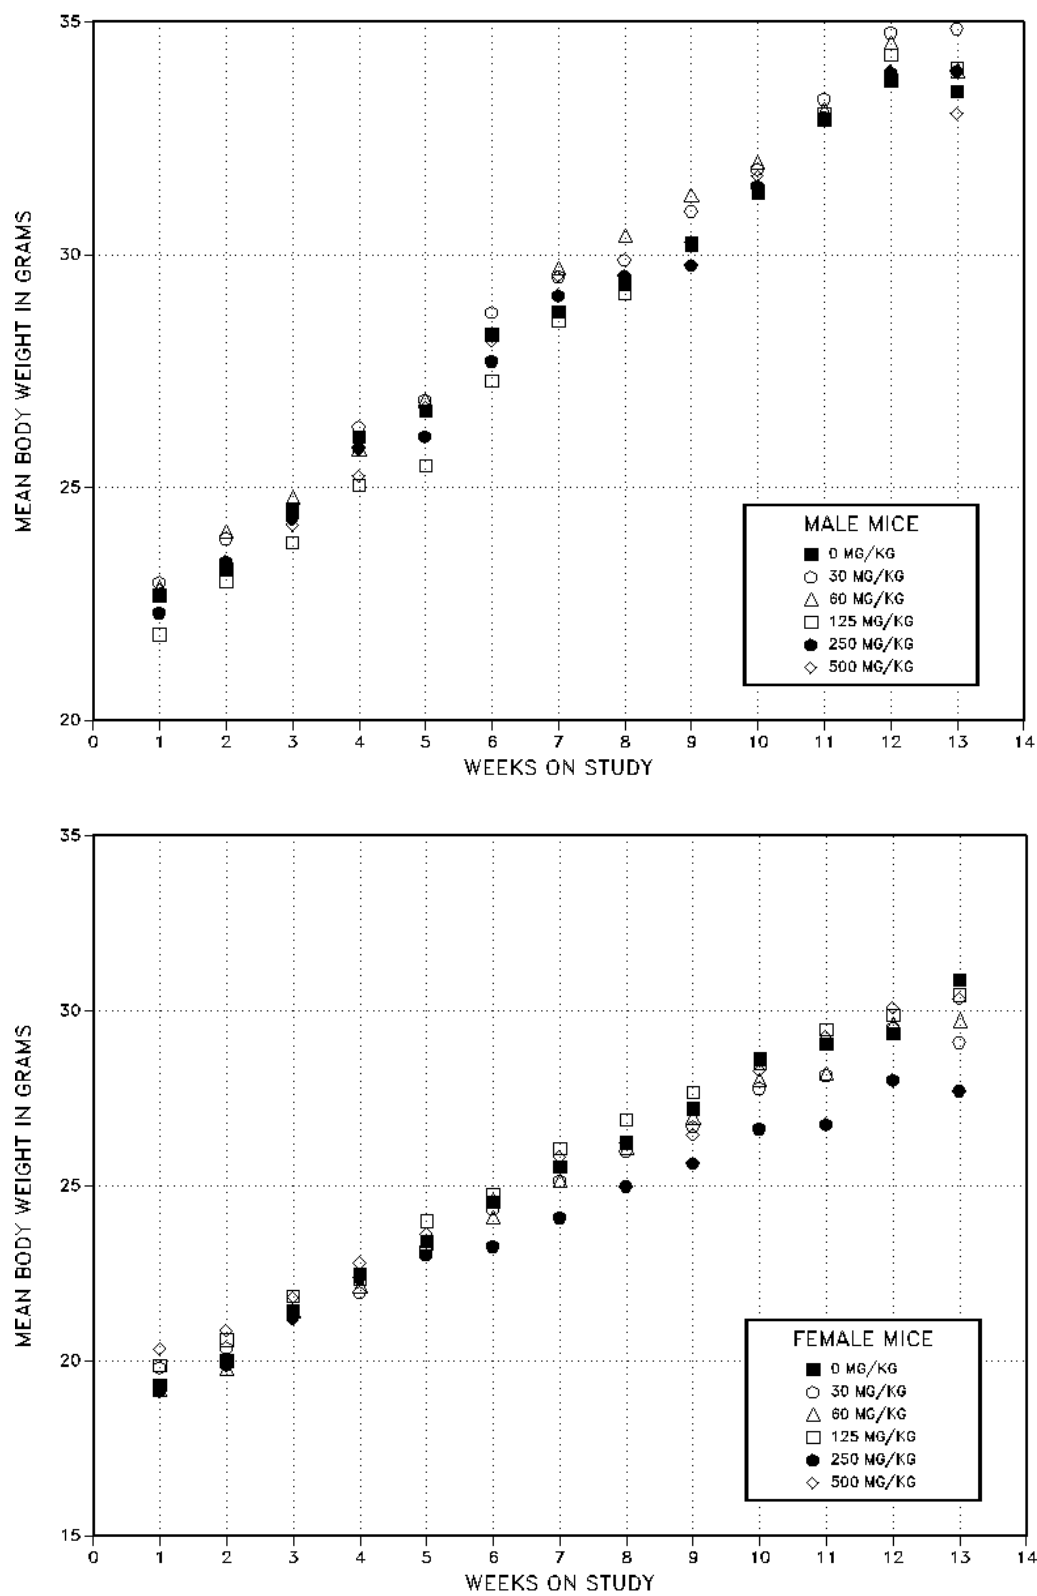 35
30
25
20
MEAN BODY WEIGHT IN GRAMS
MALE MICE
0 MG/KG
30 MG/KG
60 MG/KG
125 MG/KG
250 MG/KG
500 MG/KG
0 1 2 3 4 5 6 7 8 9 10 11 12 13 14
WEEKS ON STUDY
35
30
25
20
15
MEAN BODY WEIGHT IN GRAMS
FEMALE MICE
0 MG/KG
30 MG/KG
60 MG/KG
125 MG/KG
250 MG/KG
500 MG/KG
0 1 2 3 4 5 6 7 8 9 10 11 12 13 14
WEEKS ON STUDY